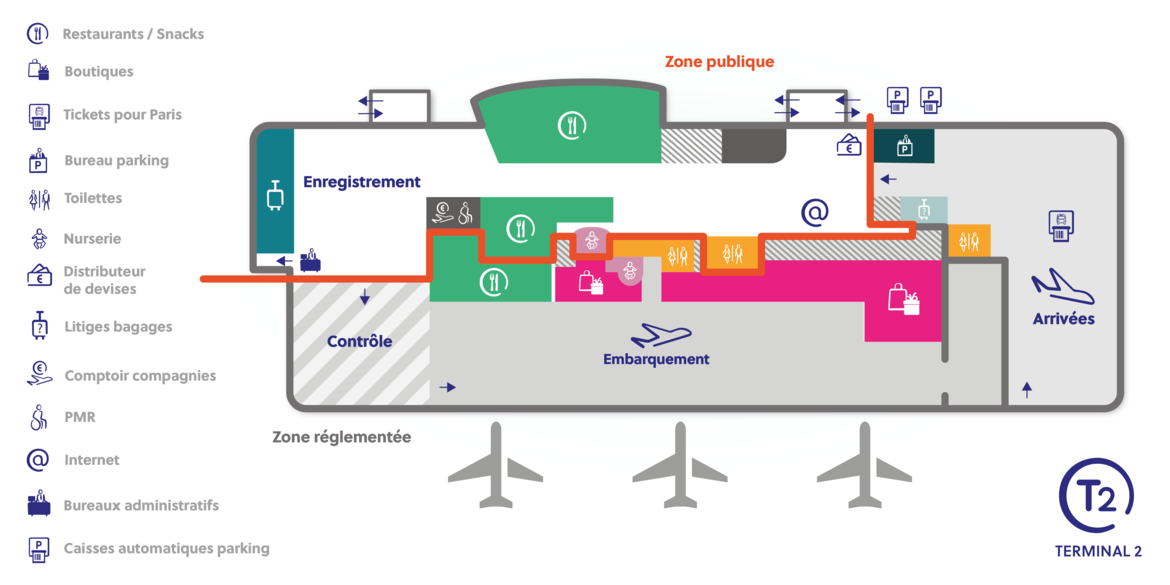 Restaurants / Snacks
Boutiques
Tickets pour Paris
Bureau parking
Toilettes
Nurserie
Distributeur
de devises
Litiges bagages
Comptoir compagnies
PMR
Internet
Bureaux administratifs
Caisses automatiques parking
Zone publique
Enregistrement
Contrôle
Embarquement
Arrivées
Zone réglementée
T2
TERMINAL 2